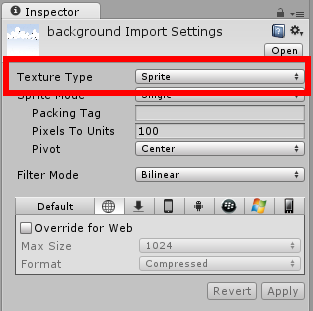 Inspector
background Import Settings
Open
Texture Type Sprite
Sprite Mode Single
Packing Tag
Pixels To Units 100
Pivot Center
Filter Mode Bilinear
Default
Override for Web
Max Size 1024
Format Compressed
Revert Apply